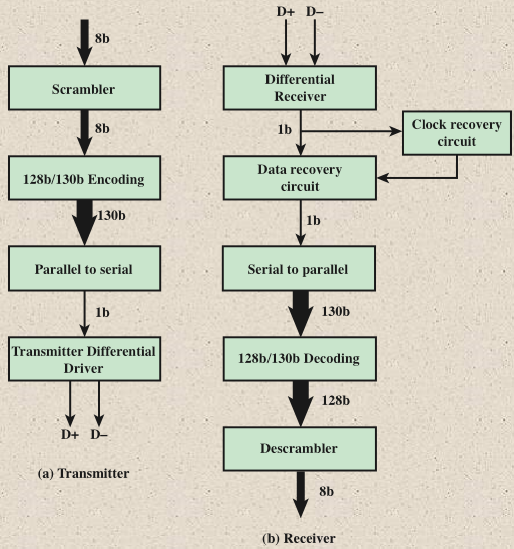 8b
Scrambler
8b
128b/130b Encoding
130b
Parallel to serial
1b
Transmitter Differential
Driver
D+ D–
(a) Transmitter
D+ D–
Differential
Receiver
1b
Clock recovery
circuit
Data recovery
circuit
1b
Serial to parallel
130b
128b/130b Decoding
128b
Descrambler
8b
(b) Receiver